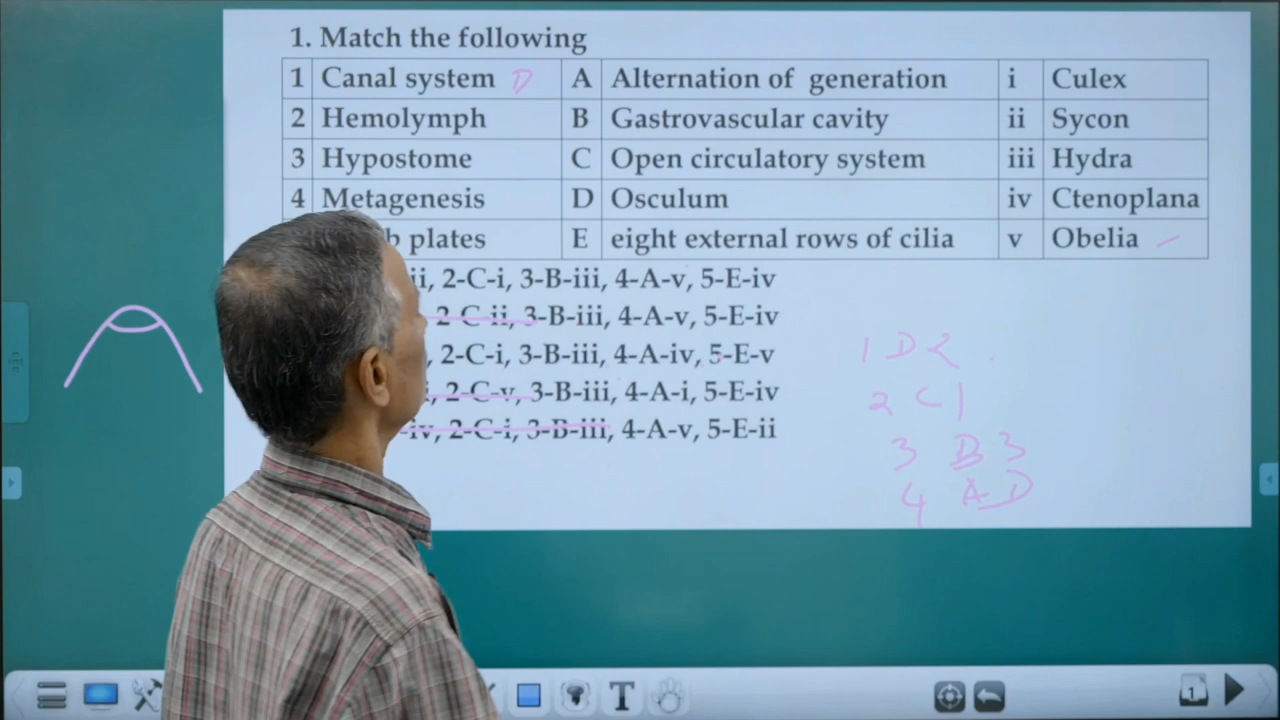 1. Match the following
1 Canal system D A Alternation of generation i Culex
2 Hemolymph B Gastrovascular cavity ii Sycon
3 Hypostome C Open circulatory system iii Hydra
4 Metagenesis D Osculum iv Ctenoplana
plates E eight external rows of cilia v Obelia
2-C-i, 3-B-iii, 4-A-v, 5-E-iv
2-C-ii, 3-B-iii, 4-A-v, 5-E-iv
2-C-i, 3-B-iii, 4-A-iv, 5-E-v
2-C-v, 3-B-iii, 4-A-i, 5-E-iv
-iv, 2-C-i, 3-B-iii, 4-A-v, 5-E-ii
1 D 2
2 C 1
3 B 3
4 A D
T
1